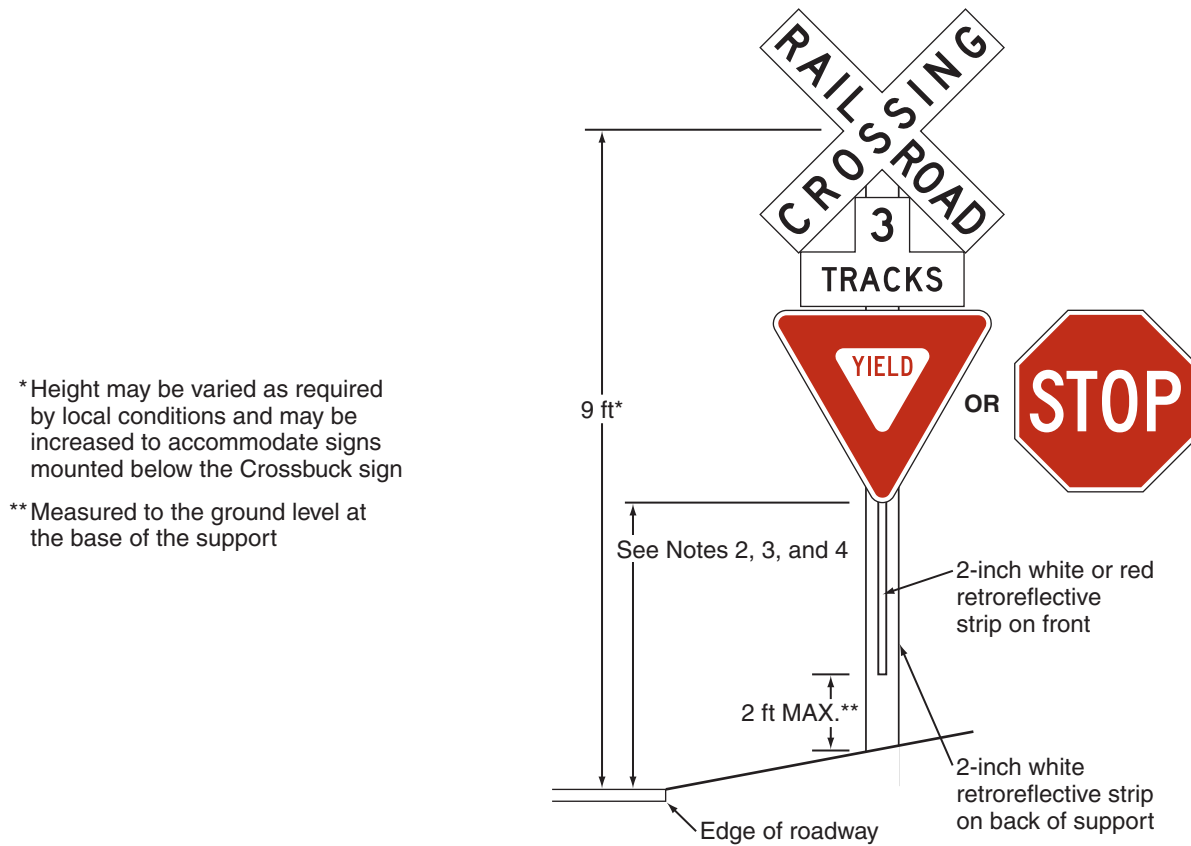 RAILROAD
CROSSING
3
TRACKS
YIELD
OR
STOP
9 ft*
*Height may be varied as required
by local conditions and may be
increased to accommodate signs
mounted below the Crossbuck sign
**Measured to the ground level at
the base of the support
See Notes 2, 3, and 4
2-inch white or red
retroreflective
strip on front
2 ft MAX.**
2-inch white
retroreflective strip
on back of support
Edge of roadway